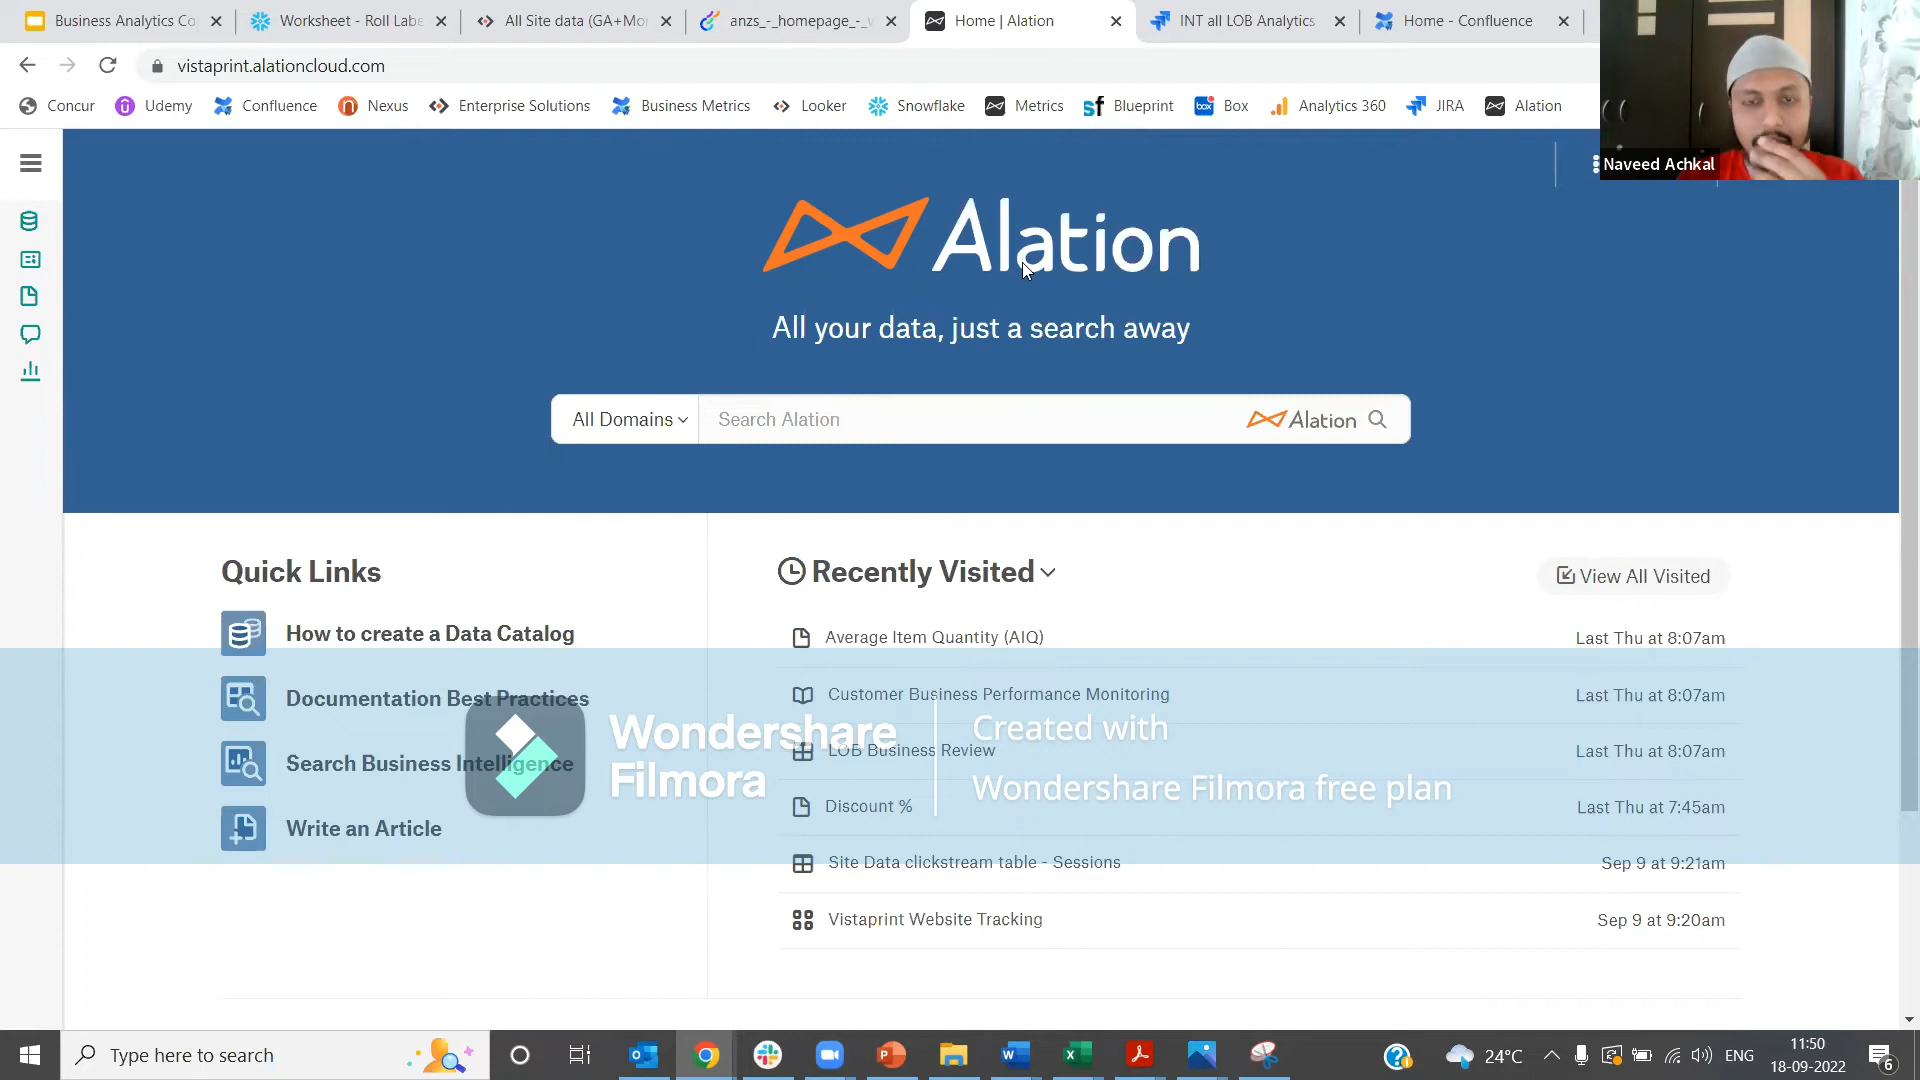 Business Analytics Co
Worksheet - Roll Labe
All Site data (GA+Mor
anzs_-_homepage_-_v
Home | Alation
INT all LOB Analytics
Home - Confluence
vistaprint.alationcloud.com
Concur
Udemy
Confluence
Nexus
Enterprise Solutions
Business Metrics
Looker
Snowflake
Metrics
Blueprint
Box
Analytics 360
JIRA
Alation
Naveed Achkal
Alation
All your data, just a search away
All Domains
Search Alation
Alation
Quick Links
How to create a Data Catalog
Documentation Best Practices
Search Business Intelligence
Write an Article
Recently Visited
View All Visited
Average Item Quantity (AIQ) Last Thu at 8:07am
Customer Business Performance Monitoring Last Thu at 8:07am
LOB Business Review Last Thu at 8:07am
Discount % Last Thu at 7:45am
Site Data clickstream table - Sessions Sep 9 at 9:21am
Vistaprint Website Tracking Sep 9 at 9:20am
Wondershare
Filmora
Created with
Wondershare Filmora free plan
Type here to search
24°C
ENG
11:50
18-09-2022
6